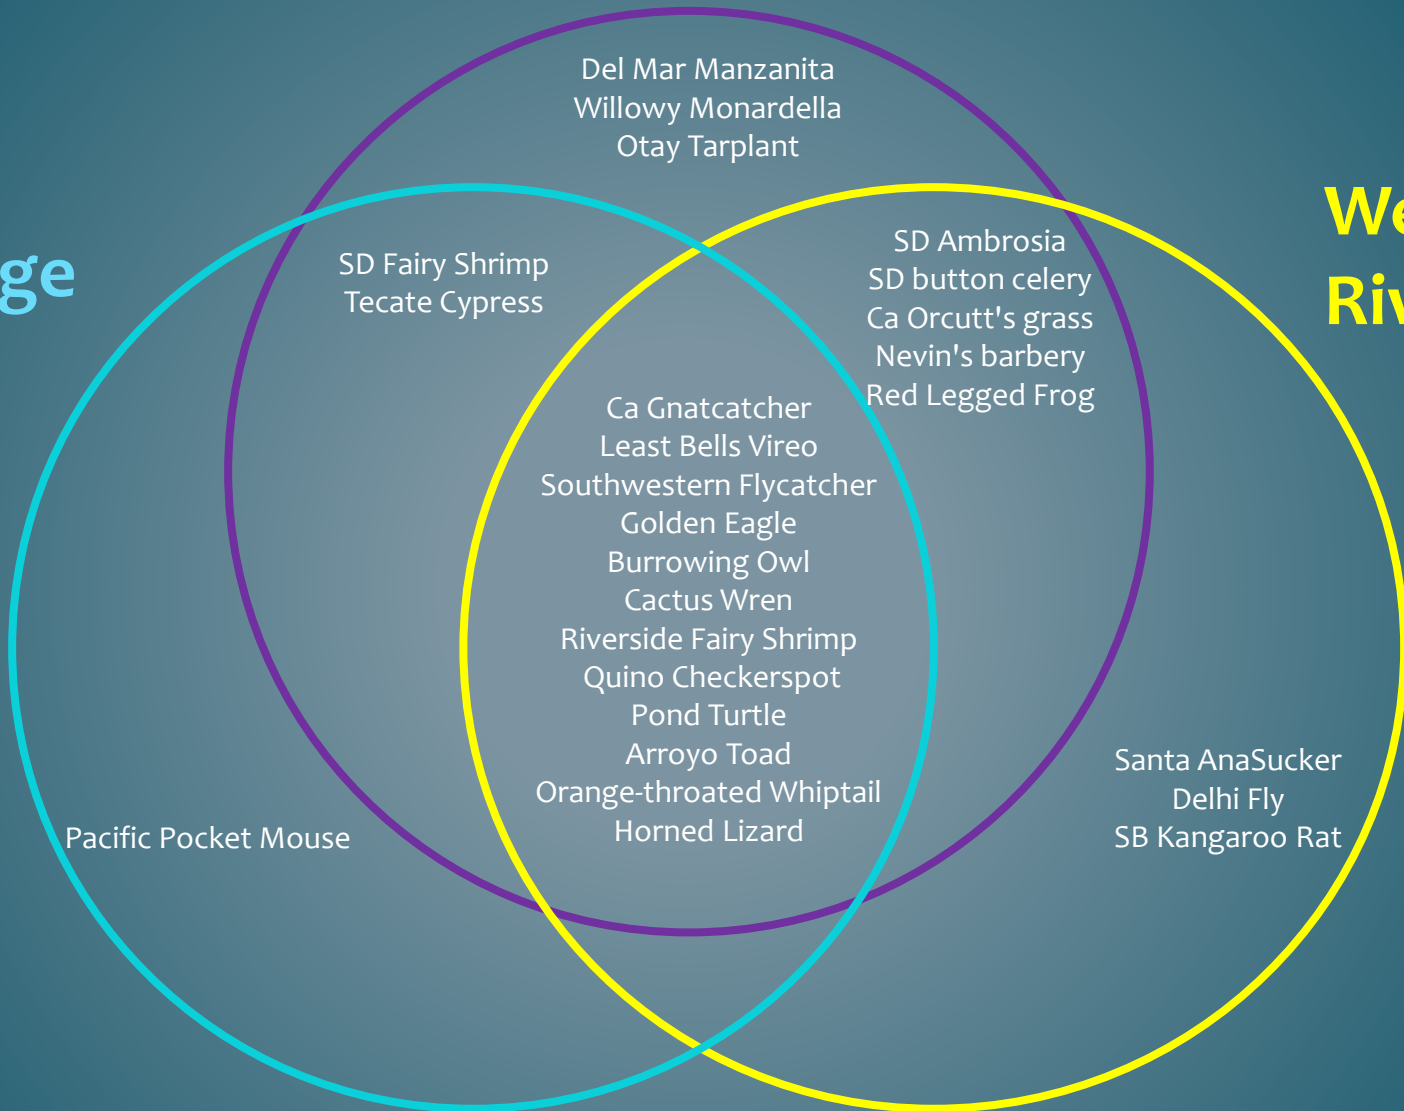 Del Mar Manzanita
Willowy Monardella
Otay Tarplant
ge
We
Riv
SD Fairy Shrimp
Tecate Cypress
SD Ambrosia
SD button celery
Ca Orcutt's grass
Nevin's barbery
Red Legged Frog
Ca Gnatcatcher
Least Bells Vireo
Southwestern Flycatcher
Golden Eagle
Burrowing Owl
Cactus Wren
Riverside Fairy Shrimp
Quino Checkerspot
Pond Turtle
Arroyo Toad
Orange-throated Whiptail
Horned Lizard
Pacific Pocket Mouse
Santa AnaSucker
Delhi Fly
SB Kangaroo Rat